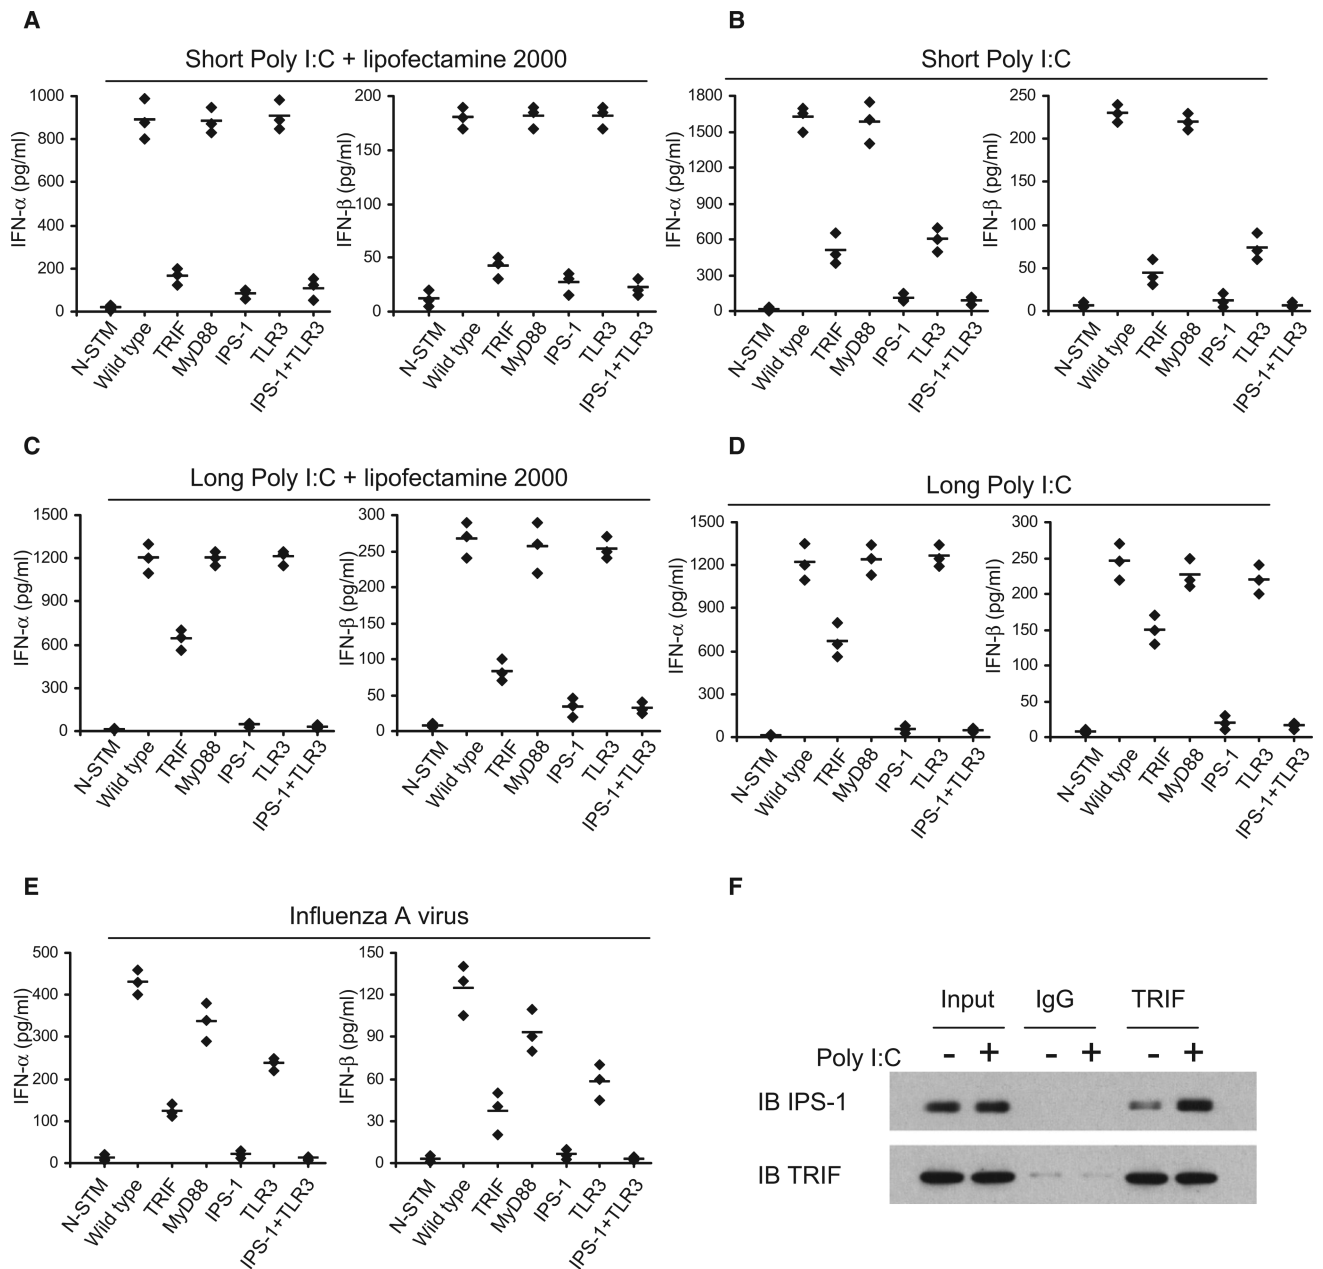 A
Short Poly I:C + lipofectamine 2000
IFN-α (pg/ml)
1000
800
600
400
200
0
N-STM
Wild type
TRIF
MyD88
IPS-1
TLR3
IPS-1+TLR3
IFN-β (pg/ml)
200
150
100
50
0
N-STM
Wild type
TRIF
MyD88
IPS-1
TLR3
IPS-1+TLR3
B
Short Poly I:C
IFN-α (pg/ml)
1800
1500
1200
900
600
300
0
N-STM
Wild type
TRIF
MyD88
IPS-1
TLR3
IPS-1+TLR3
IFN-β (pg/ml)
250
200
150
100
50
0
N-STM
Wild type
TRIF
MyD88
IPS-1
TLR3
IPS-1+TLR3
C
Long Poly I:C + lipofectamine 2000
IFN-α (pg/ml)
1500
1200
900
600
300
0
N-STM
Wild type
TRIF
MyD88
IPS-1
TLR3
IPS-1+TLR3
IFN-β (pg/ml)
300
250
200
150
100
50
0
N-STM
Wild type
TRIF
MyD88
IPS-1
TLR3
IPS-1+TLR3
D
Long Poly I:C
IFN-α (pg/ml)
1500
1200
900
600
300
0
N-STM
Wild type
TRIF
MyD88
IPS-1
TLR3
IPS-1+TLR3
IFN-β (pg/ml)
300
250
200
150
100
50
0
N-STM
Wild type
TRIF
MyD88
IPS-1
TLR3
IPS-1+TLR3
E
Influenza A virus
IFN-α (pg/ml)
500
400
300
200
100
0
N-STM
Wild type
TRIF
MyD88
IPS-1
TLR3
IPS-1+TLR3
IFN-β (pg/ml)
150
120
90
60
30
0
N-STM
Wild type
TRIF
MyD88
IPS-1
TLR3
IPS-1+TLR3
F
Input IgG TRIF
Poly I:C - + - + - +
IB IPS-1
IB TRIF